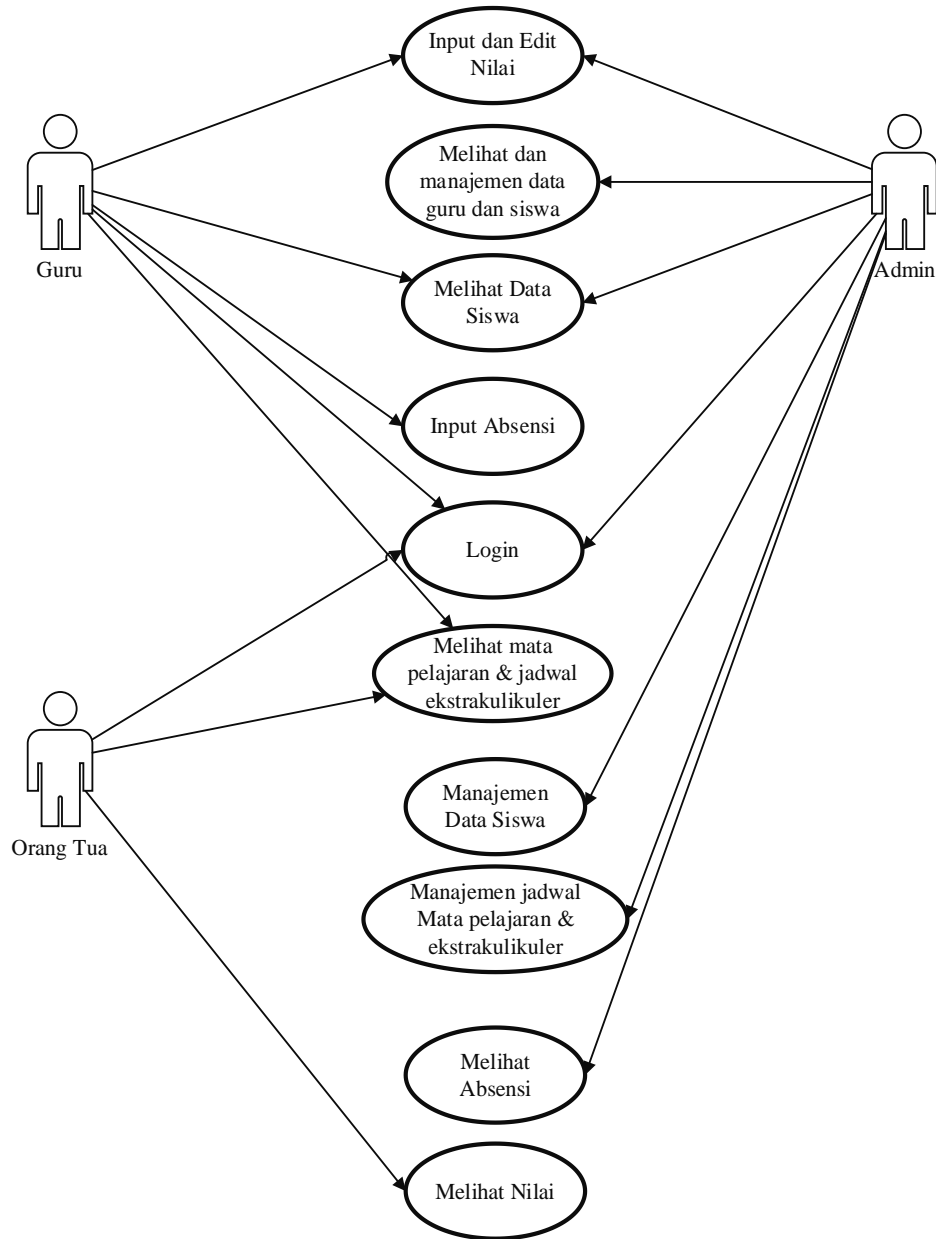 Input dan Edit
Nilai
Melihat dan
manajemen data
guru dan siswa
Guru
Admin
Melihat Data
Siswa
Input Absensi
Login
Melihat mata
pelajaran & jadwal
ekstrakulikuler
Orang Tua
Manajemen
Data Siswa
Manajemen jadwal
Mata pelajaran &
ekstrakulikuler
Melihat
Absensi
Melihat Nilai